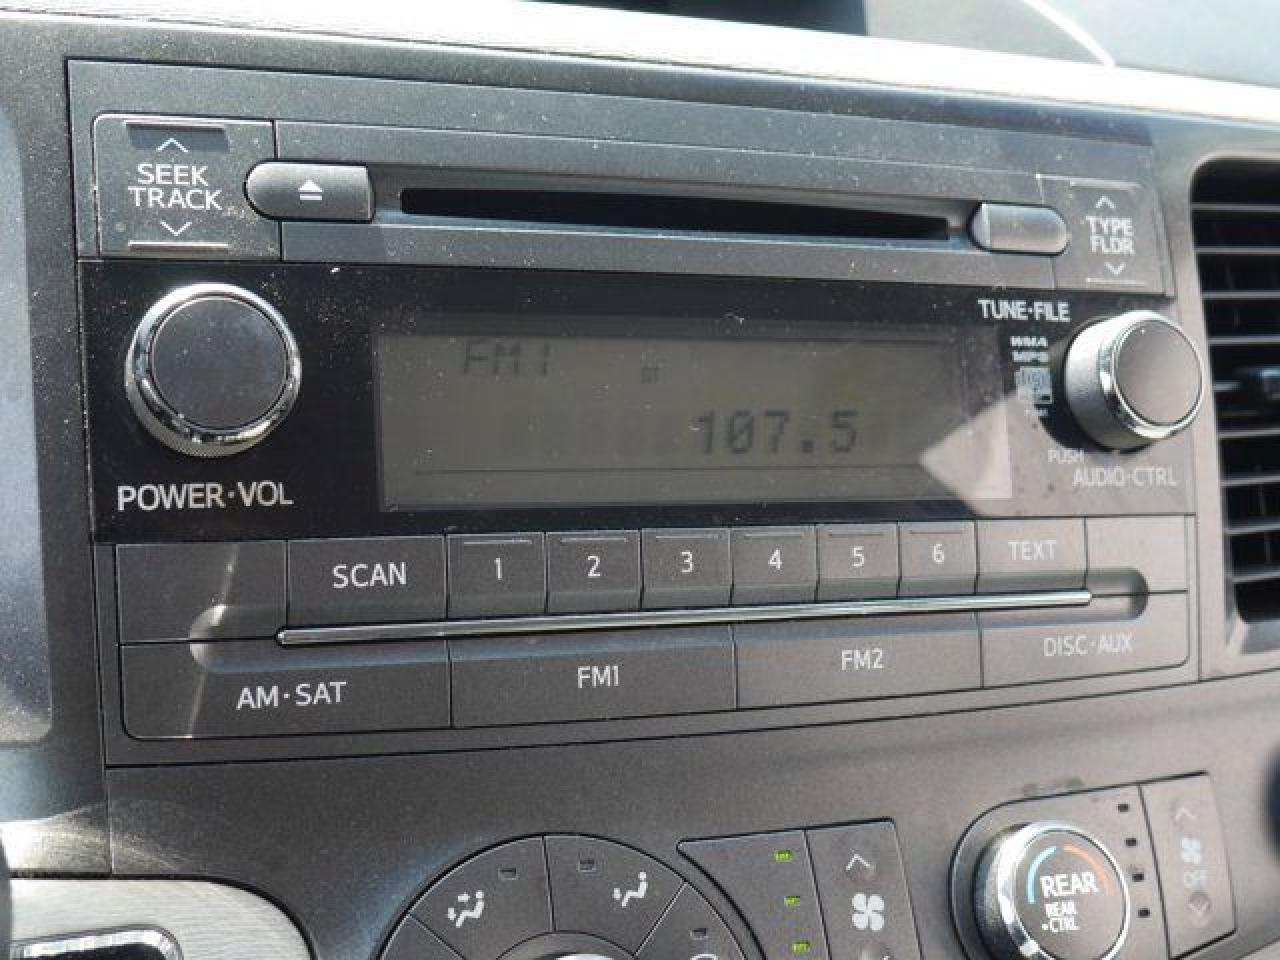 SEEK
TRACK
TYPE
FLDR
TUNE·FILE
WMA
MP3
FM1
ST
107.5
POWER·VOL
PUSH
AUDIO·CTRL
SCAN
1
2
3
4
5
6
TEXT
AM·SAT
FM1
FM2
DISC·AUX
REAR
REAR
•CTRL
OFF